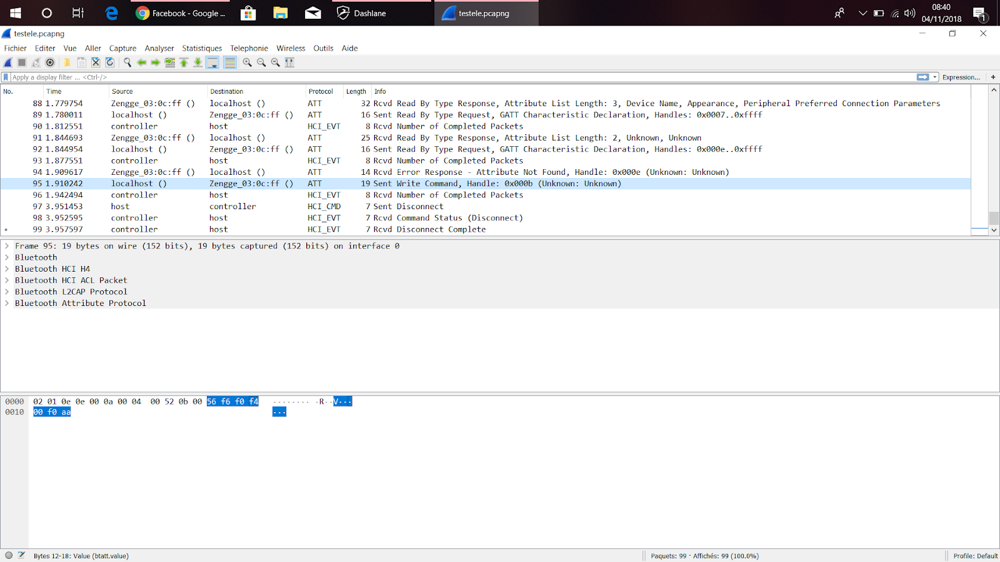 Facebook - Google ...
Dashlane
testele.pcapng
08:40
04/11/2018
1
testele.pcapng
Fichier Editer Vue Aller Capture Analyser Statistiques Telephonie Wireless Outils Aide
Apply a display filter ... <Ctrl-/>
Expression... +
No. Time Source Destination Protocol Length Info
88 1.779754 Zengge_03:0c:ff () localhost () ATT 32 Rcvd Read By Type Response, Attribute List Length: 3, Device Name, Appearance, Peripheral Preferred Connection Parameters
89 1.780011 localhost () Zengge_03:0c:ff () ATT 16 Sent Read By Type Request, GATT Characteristic Declaration, Handles: 0x0007..0xffff
90 1.812551 controller host HCI_EVT 8 Rcvd Number of Completed Packets
91 1.844693 Zengge_03:0c:ff () localhost () ATT 25 Rcvd Read By Type Response, Attribute List Length: 2, Unknown, Unknown
92 1.844954 localhost () Zengge_03:0c:ff () ATT 16 Sent Read By Type Request, GATT Characteristic Declaration, Handles: 0x000e..0xffff
93 1.877551 controller host HCI_EVT 8 Rcvd Number of Completed Packets
94 1.909617 Zengge_03:0c:ff () localhost () ATT 14 Rcvd Error Response - Attribute Not Found, Handle: 0x000e (Unknown: Unknown)
95 1.910242 localhost () Zengge_03:0c:ff () ATT 19 Sent Write Command, Handle: 0x000b (Unknown: Unknown)
96 1.942494 controller host HCI_EVT 8 Rcvd Number of Completed Packets
97 3.951453 host controller HCI_CMD 7 Sent Disconnect
98 3.952595 controller host HCI_EVT 7 Rcvd Command Status (Disconnect)
99 3.957597 controller host HCI_EVT 7 Rcvd Disconnect Complete
Frame 95: 19 bytes on wire (152 bits), 19 bytes captured (152 bits) on interface 0
Bluetooth
Bluetooth HCI H4
Bluetooth HCI ACL Packet
Bluetooth L2CAP Protocol
Bluetooth Attribute Protocol
0000 02 01 0e 0e 00 0a 00 04 00 52 0b 00 56 f6 f0 f4 ········ ·R··V···
0010 00 f0 aa ···
Bytes 12-18: Value (btatt.value)
Paquets: 99 · Affichés: 99 (100.0%)
Profile: Default